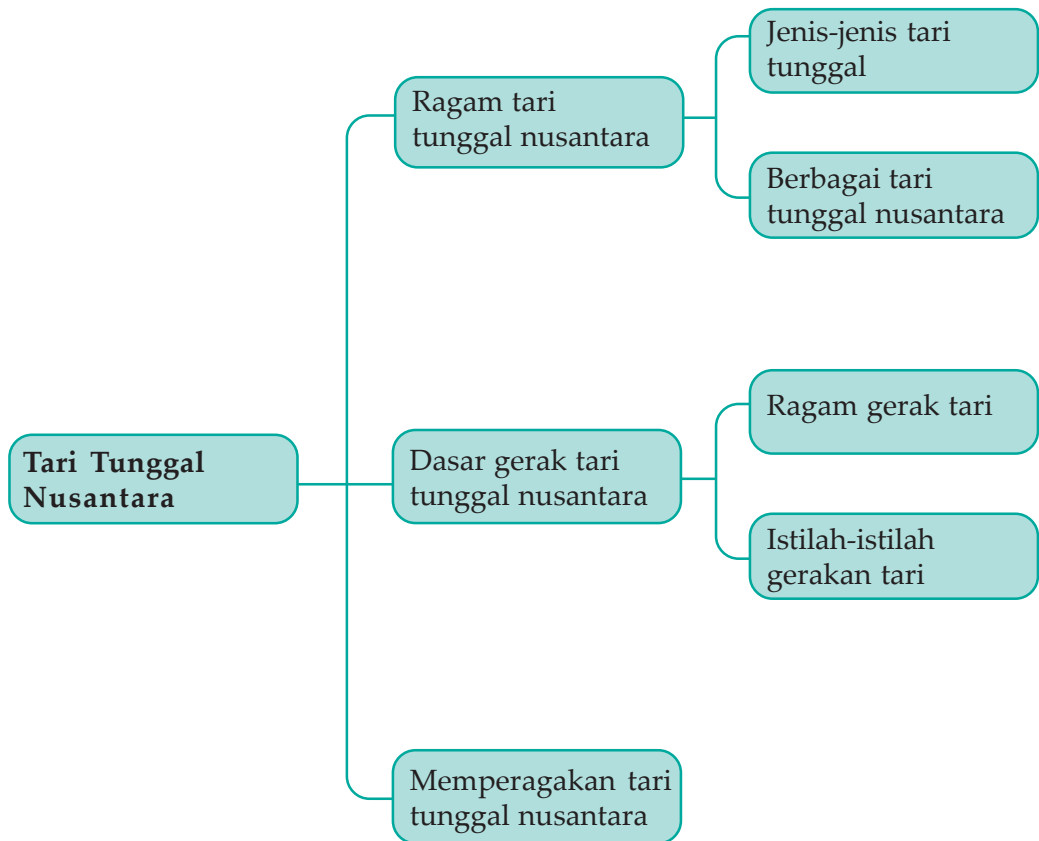 Tari Tunggal
Nusantara
Ragam tari
tunggal nusantara
Jenis-jenis tari
tunggal
Berbagai tari
tunggal nusantara
Dasar gerak tari
tunggal nusantara
Ragam gerak tari
Istilah-istilah
gerakan tari
Memperagakan tari
tunggal nusantara